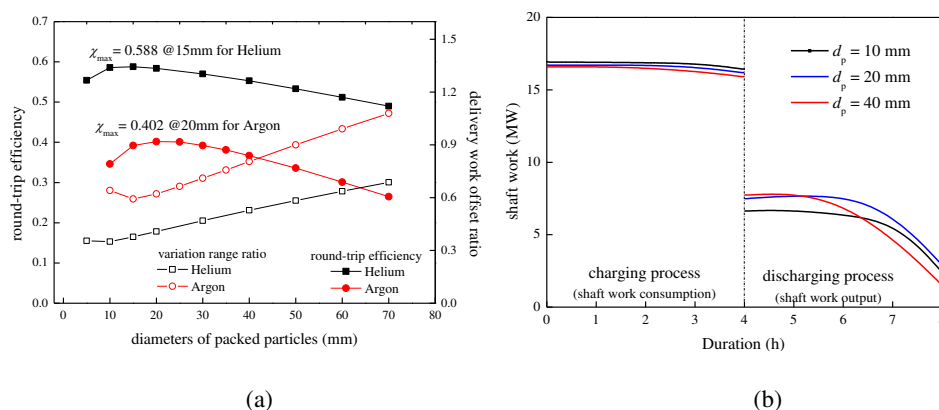 χmax = 0.588 @15mm for Helium
χmax = 0.402 @20mm for Argon
round-trip efficiency
delivery work offset ratio
0.7
0.6
0.5
0.4
0.3
0.2
0.1
0.0
1.5
1.2
0.9
0.6
0.3
0.0
variation range ratio
Helium
Argon
round-trip efficiency
Helium
Argon
0 10 20 30 40 50 60 70 80
diameters of packed particles (mm)
(a)
shaft work (MW)
20
15
10
5
0
dp = 10 mm
dp = 20 mm
dp = 40 mm
charging process
(shaft work consumption)
discharging process
(shaft work output)
0 1 2 3 4 5 6 7
Duration (h)
(b)